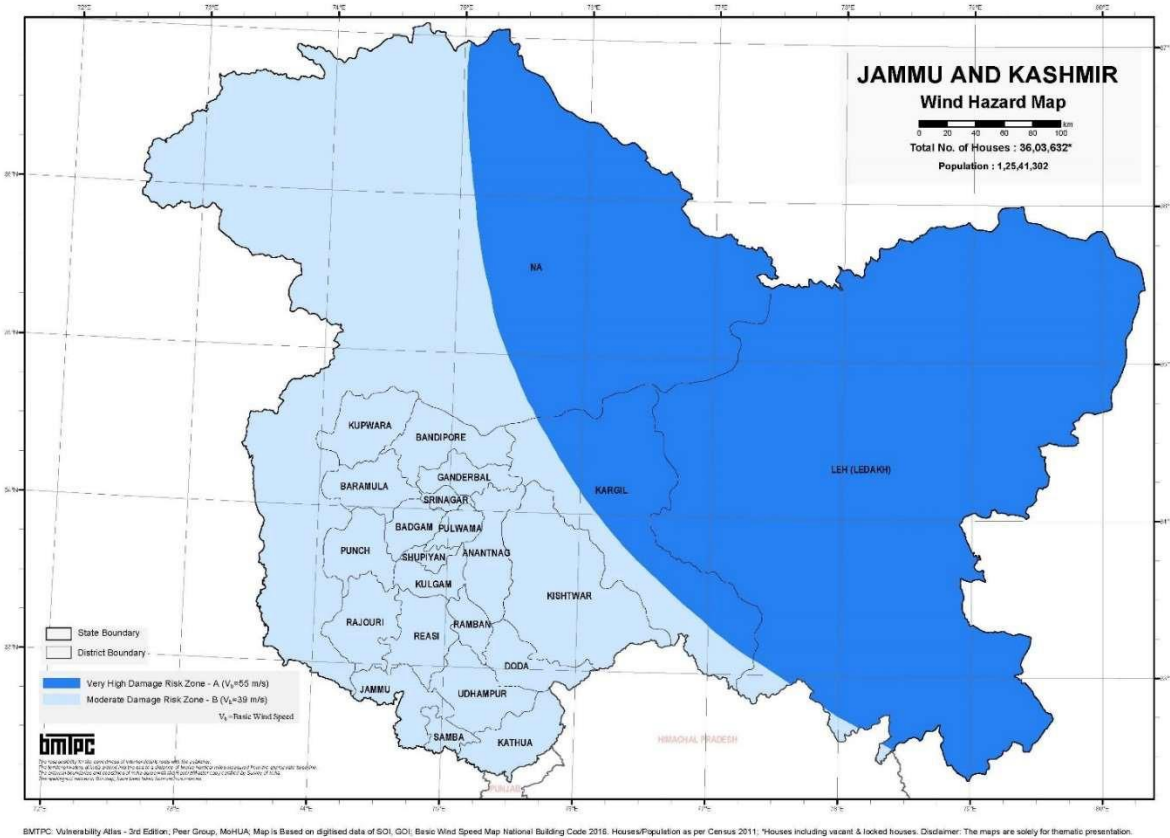 JAMMU AND KASHMIR
Wind Hazard Map
km
0 20 40 60 80 100
Total No. of Houses : 36,03,632*
Population : 1,25,41,302
NA
KUPWARA
BANDIPORE
LEH (LEDAKH)
GANDERBAL
BARAMULA
KARGIL
SRINAGAR
BADGAM
PULWAMA
PUNCH
SHUPIYAN
ANANTNAG
KULGAM
KISHTWAR
RAJOURI
RAMBAN
REASI
State Boundary
District Boundary
DODA
Very High Damage Risk Zone - A (Vb=55 m/s)
JAMMU
UDHAMPUR
Moderate Damage Risk Zone - B (Vb=39 m/s)
Vb=Basic Wind Speed
SAMBA
KATHUA
HIMACHAL PRADESH
bmtpc
PUNJAB
BMTPC: Vulnerability Atlas - 3rd Edition; Peer Group, MoHUA; Map is Based on digitised data of SOI, GOI; Basic Wind Speed Map National Building Code 2016. Houses/Population as per Census 2011; *Houses including vacant & locked houses. Disclaimer: The maps are solely for thematic presentation.